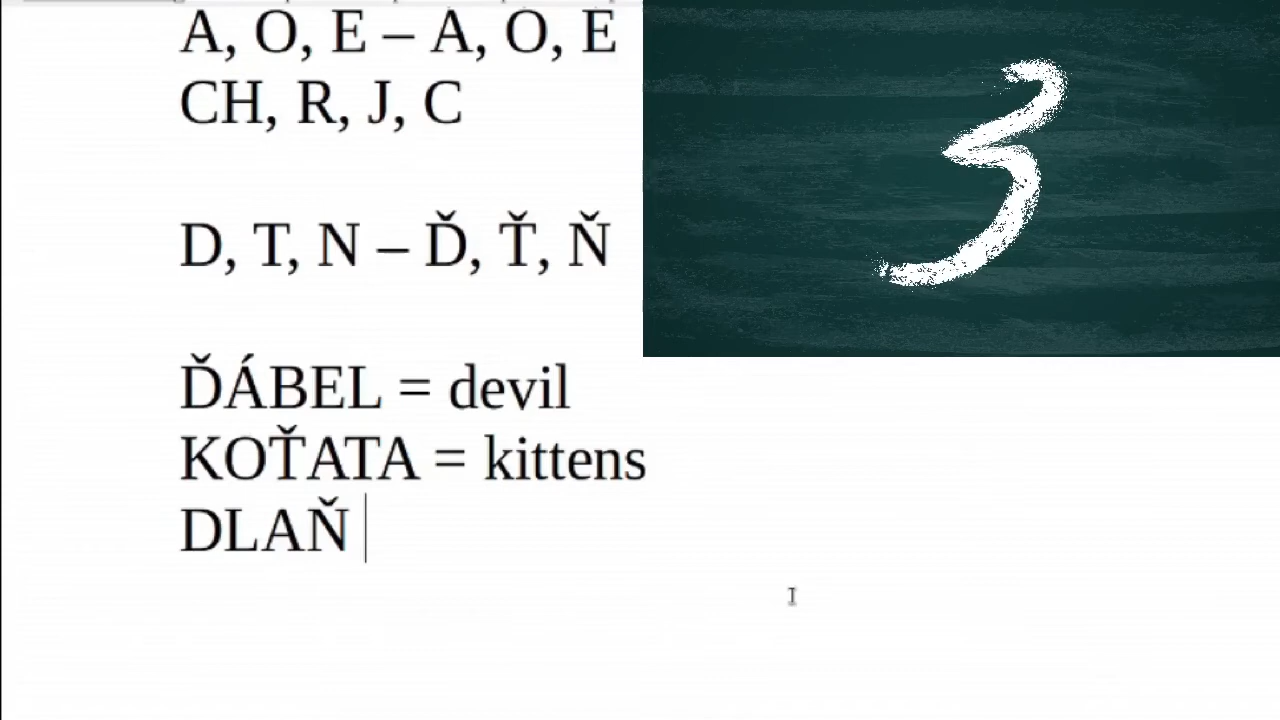 A, O, E – A, O, E
CH, R, J, C
D, T, N – Ď, Ť, Ň
ĎÁBEL = devil
KOŤATA = kittens
DLAŇ
3